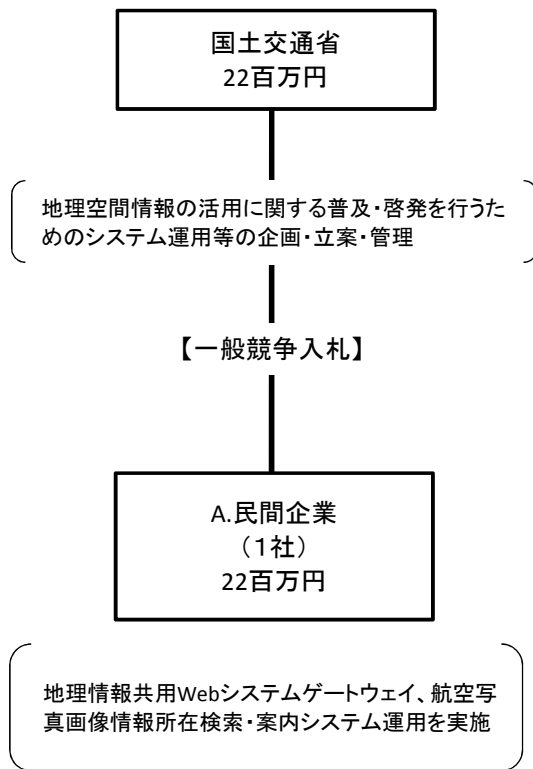 国土交通省
22百万円
地理空間情報の活用に関する普及・啓発を行うた
めのシステム運用等の企画・立案・管理
【一般競争入札】
A.民間企業
（１社）
22百万円
地理情報共用Webシステムゲートウェイ、航空写
真画像情報所在検索・案内システム運用を実施